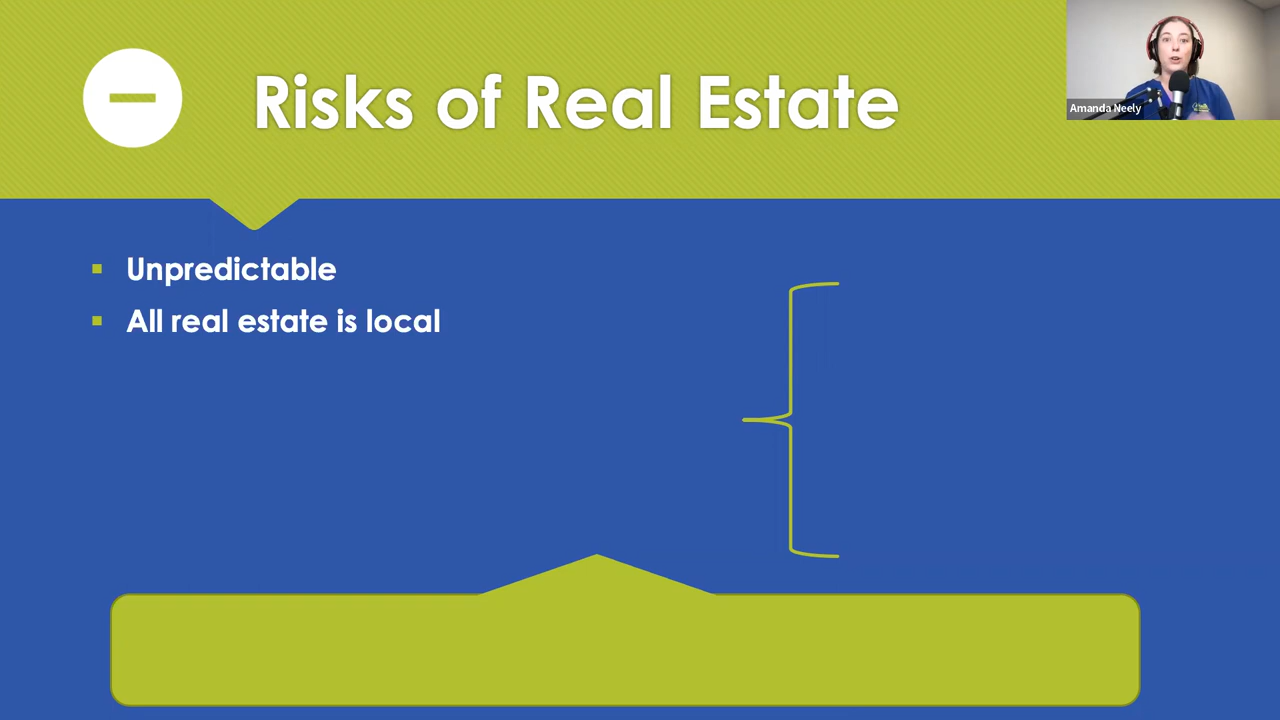 Risks of Real Estate
Amanda Neely
Unpredictable
All real estate is local